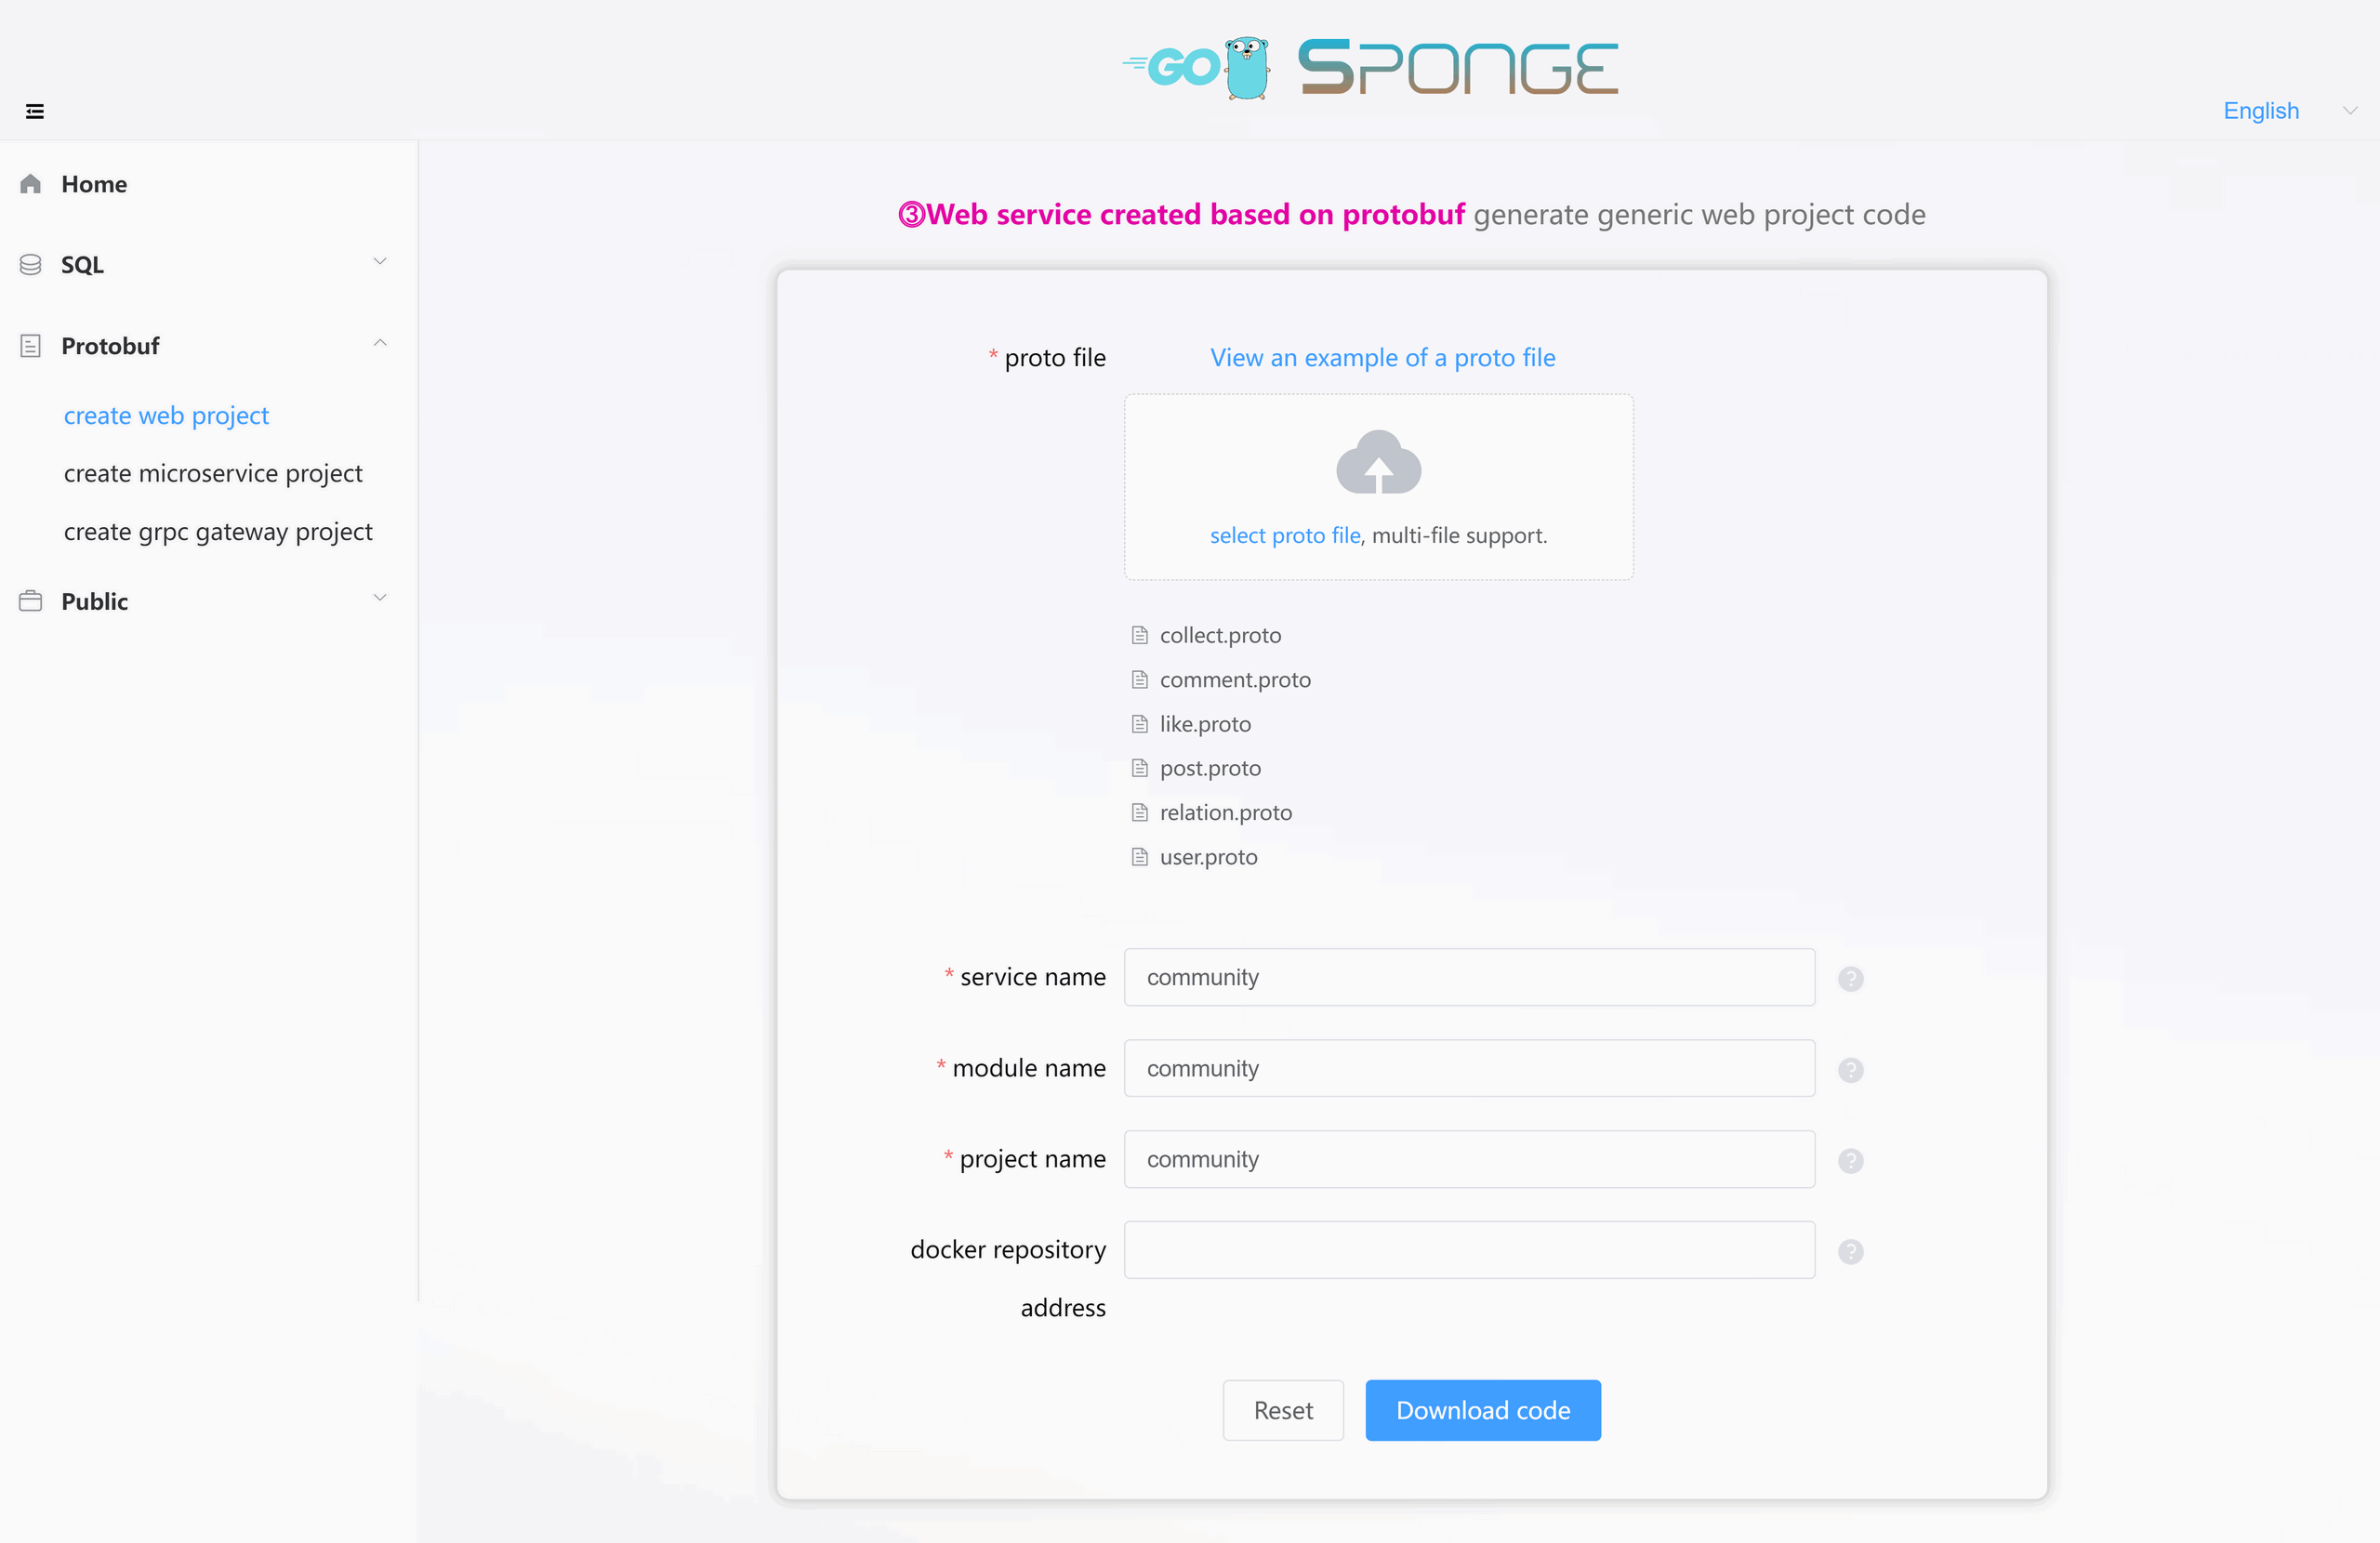 GO SPONGE
English
Home
SQL
Protobuf
create web project
create microservice project
create grpc gateway project
Public
③Web service created based on protobuf generate generic web project code
* proto file View an example of a proto file
select proto file, multi-file support.
collect.proto
comment.proto
like.proto
post.proto
relation.proto
user.proto
* service name community ?
* module name community ?
* project name community ?
docker repository ?
address
Reset Download code